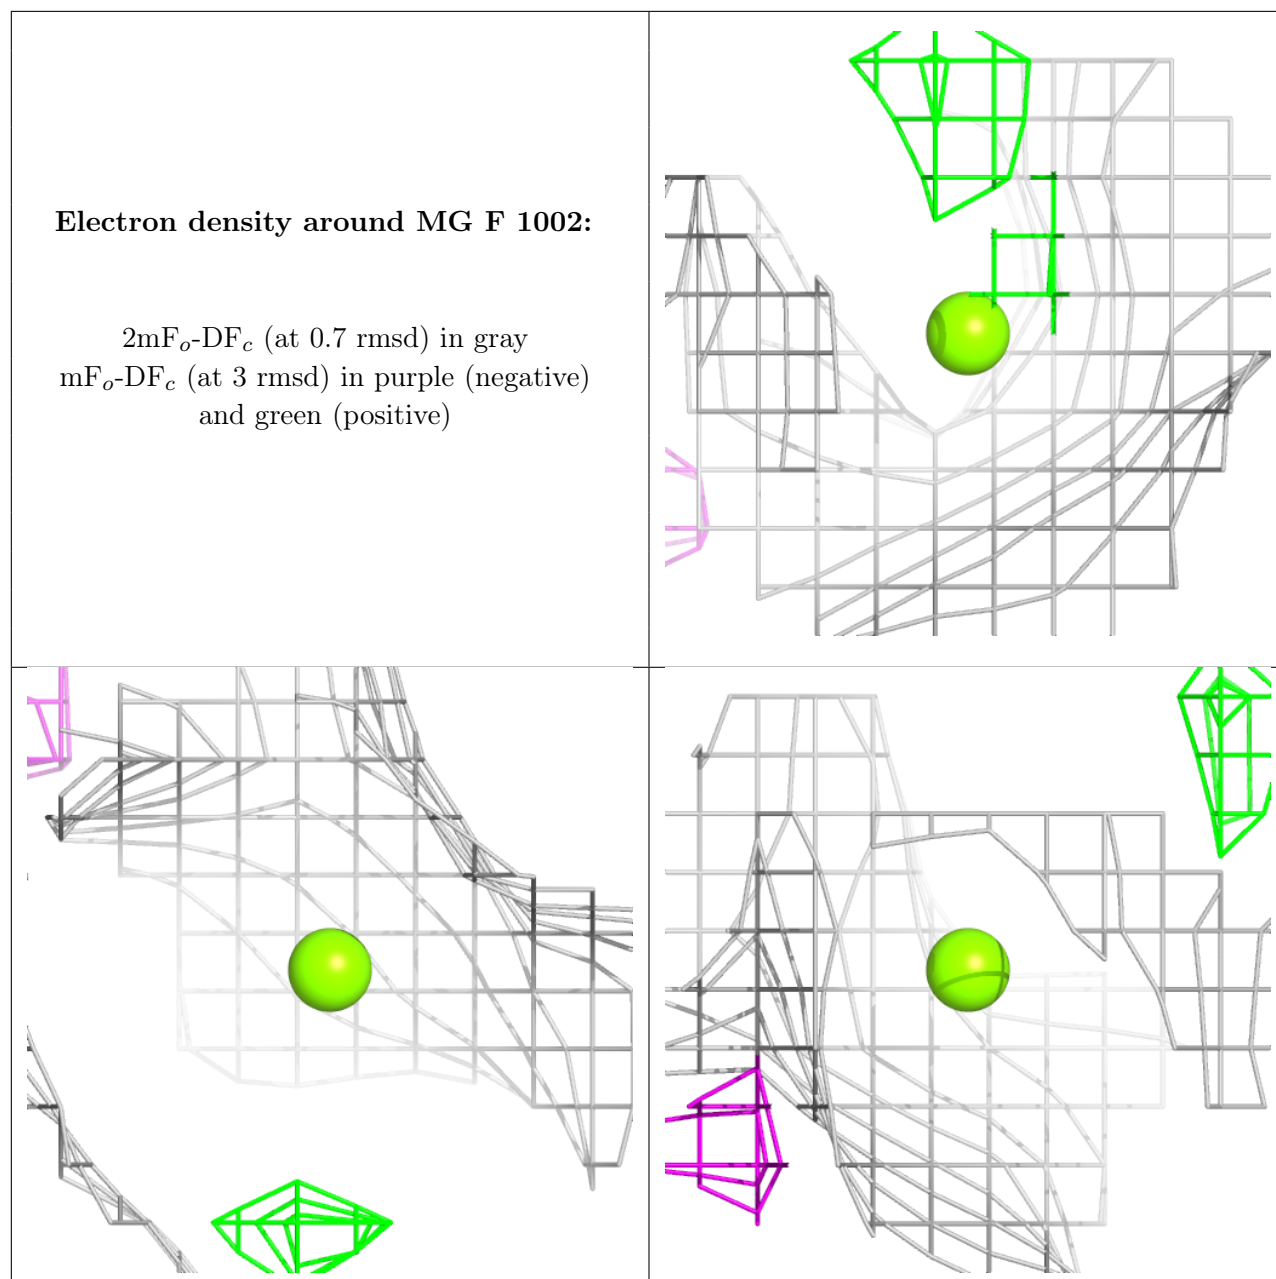 Electron density around MG F 1002:
2mFo-DFc (at 0.7 rmsd) in gray
mFo-DFc (at 3 rmsd) in purple (negative)
and green (positive)